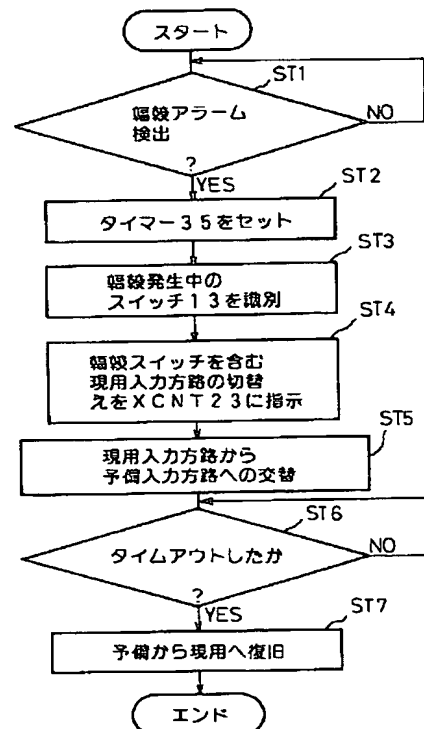 スタート
ST1
輻輳アラーム
検出
?
NO
YES
ST2
タイマー35をセット
ST3
輻輳発生中の
スイッチ13を識別
ST4
輻輳スイッチを含む
現用入力方路の切替
えをXCNT23に指示
ST5
現用入力方路から
予備入力方路への交替
ST6
タイムアウトしたか
?
NO
YES
ST7
予備から現用へ復旧
エンド